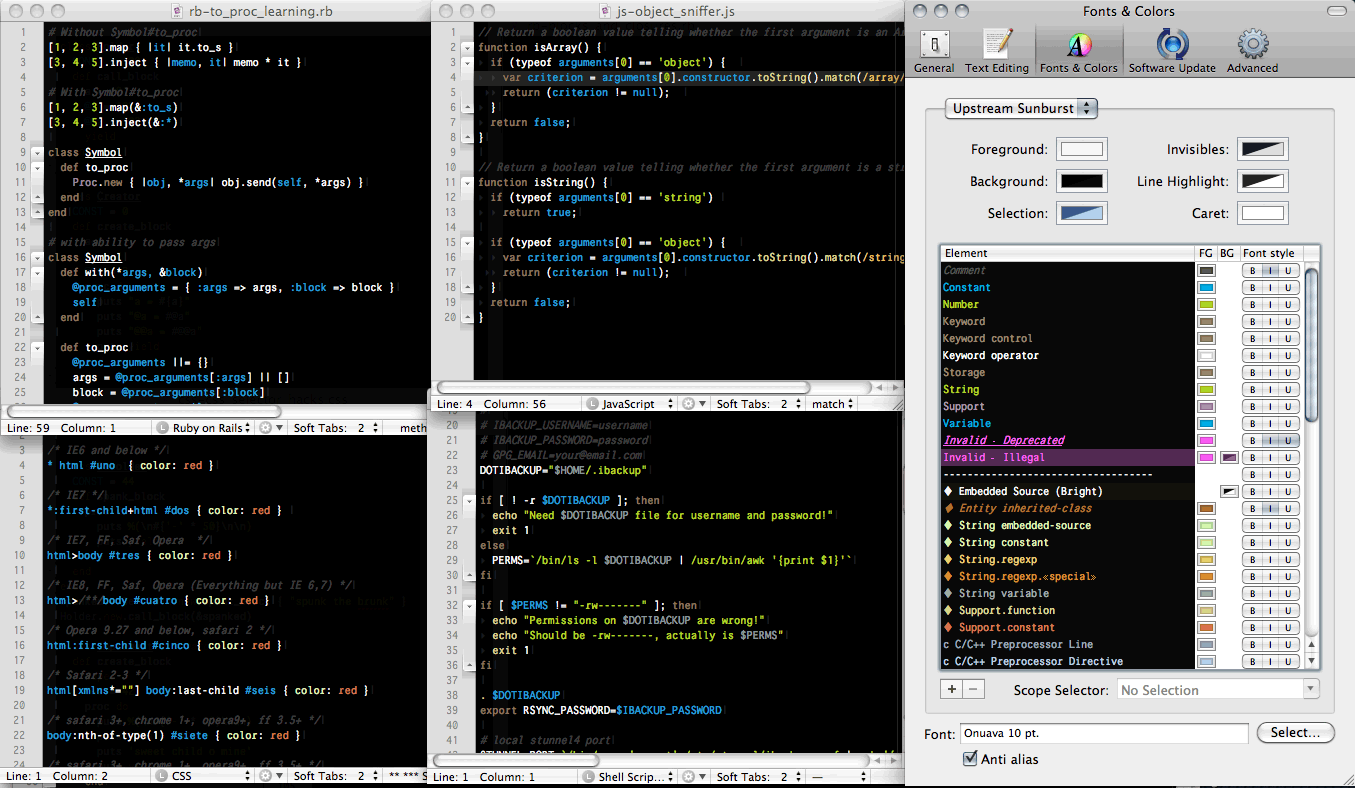 rb-to_proc_learning.rb
1 # Without Symbol#to_proc
2 [1, 2, 3].map { |it| it.to_s }
3 [3, 4, 5].inject { |memo, it| memo * it }
4
5 # With Symbol#to_proc
6 [1, 2, 3].map(&:to_s)
7 [3, 4, 5].inject(&:*)
8
9 class Symbol
10 def to_proc
11 Proc.new { |obj, *args| obj.send(self, *args) }
12 end
13 end
14
15 # with ability to pass args
16 class Symbol
17 def with(*args, &block)
18 @proc_arguments = { :args => args, :block => block }
19 self
20 end
21
22 def to_proc
23 @proc_arguments ||= {}
24 args = @proc_arguments[:args] || []
25 block = @proc_arguments[:block]
Line: 59 Column: 1 Ruby on Rails Soft Tabs: 2 meth
3 /* IE6 and below */
4 * html #uno { color: red }
5
6 /* IE7 */
7 *:first-child+html #dos { color: red }
8
9 /* IE7, FF, Saf, Opera */
10 html>body #tres { color: red }
11
12 /* IE8, FF, Saf, Opera (Everything but IE 6,7) */
13 html>/**/body #cuatro { color: red }
14
15 /* Opera 9.27 and below, safari 2 */
16 html:first-child #cinco { color: red }
17
18 /* Safari 2-3 */
19 html[xmlns*=""] body:last-child #seis { color: red }
20
21 /* safari 3+, chrome 1+, opera9+, ff 3.5+ */
22 body:nth-of-type(1) #siete { color: red }
23
24 /* safari 3+, chrome 1+, opera9+, ff 3.5+ */
Line: 1 Column: 2 CSS Soft Tabs: 2 ** *** S
js-object_sniffer.js
1 // Return a boolean value telling whether the first argument is an As
2 function isArray() {
3 if (typeof arguments[0] == 'object') {
4 var criterion = arguments[0].constructor.toString().match(/array/
5 return (criterion != null);
6 }
7 return false;
8 }
9
10 // Return a boolean value telling whether the first argument is a str
11 function isString() {
12 if (typeof arguments[0] == 'string')
13 return true;
14
15 if (typeof arguments[0] == 'object') {
16 var criterion = arguments[0].constructor.toString().match(/string
17 return (criterion != null);
18 }
19 return false;
20 }
Line: 4 Column: 56 JavaScript Soft Tabs: 2 match
20 # IBACKUP_USERNAME=username
21 # IBACKUP_PASSWORD=password
22 # GPG_EMAIL=your@email.com
23 DOTIBACKUP="$HOME/.ibackup"
24
25 if [ ! -r $DOTIBACKUP ]; then
26 echo "Need $DOTIBACKUP file for username and password!"
27 exit 1
28 else
29 PERMS=`/bin/ls -l $DOTIBACKUP | /usr/bin/awk '{print $1}'`
30 fi
31
32 if [ $PERMS != "-rw-------" ]; then
33 echo "Permissions on $DOTIBACKUP are wrong!"
34 echo "Should be -rw-------, actually is $PERMS"
35 exit 1
36 fi
37
38 . $DOTIBACKUP
39 export RSYNC_PASSWORD=$IBACKUP_PASSWORD
40
41 # local stunnel4 port
Line: 1 Column: 1 Shell Scrip... Soft Tabs: 2 —
Fonts & Colors
General Text Editing Fonts & Colors Software Update Advanced
Upstream Sunburst
Foreground: Invisibles:
Background: Line Highlight:
Selection: Caret:
Element FG BG Font style
Comment B I U
Constant B I U
Number B I U
Keyword B I U
Keyword control B I U
Keyword operator B I U
Storage B I U
String B I U
Support B I U
Variable B I U
Invalid - Deprecated B I U
Invalid - Illegal B I U
--------------------------------- B I U
♦ Embedded Source (Bright) B I U
♦ Entity inherited-class B I U
♦ String embedded-source B I U
♦ String constant B I U
♦ String.regexp B I U
♦ String.regexp.«special» B I U
♦ String variable B I U
♦ Support.function B I U
♦ Support.constant B I U
c C/C++ Preprocessor Line B I U
c C/C++ Preprocessor Directive B I U
+ − Scope Selector: No Selection
Font: Onuava 10 pt. Select...
Anti alias